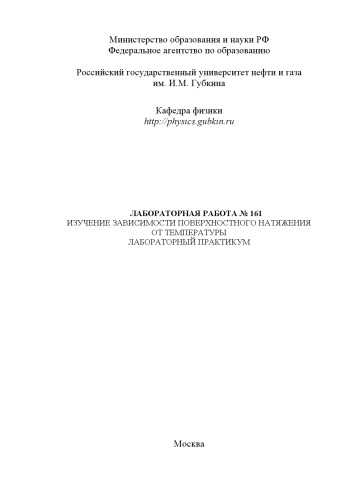 Министерство образования и науки РФ
Федеральное агентство по образованию
Российский государственный университет нефти и газа
им. И.М. Губкина
Кафедра физики
http://physics.gubkin.ru
ЛАБОРАТОРНАЯ РАБОТА № 161
ИЗУЧЕНИЕ ЗАВИСИМОСТИ ПОВЕРХНОСТНОГО НАТЯЖЕНИЯ
ОТ ТЕМПЕРАТУРЫ
ЛАБОРАТОРНЫЙ ПРАКТИКУМ
Москва